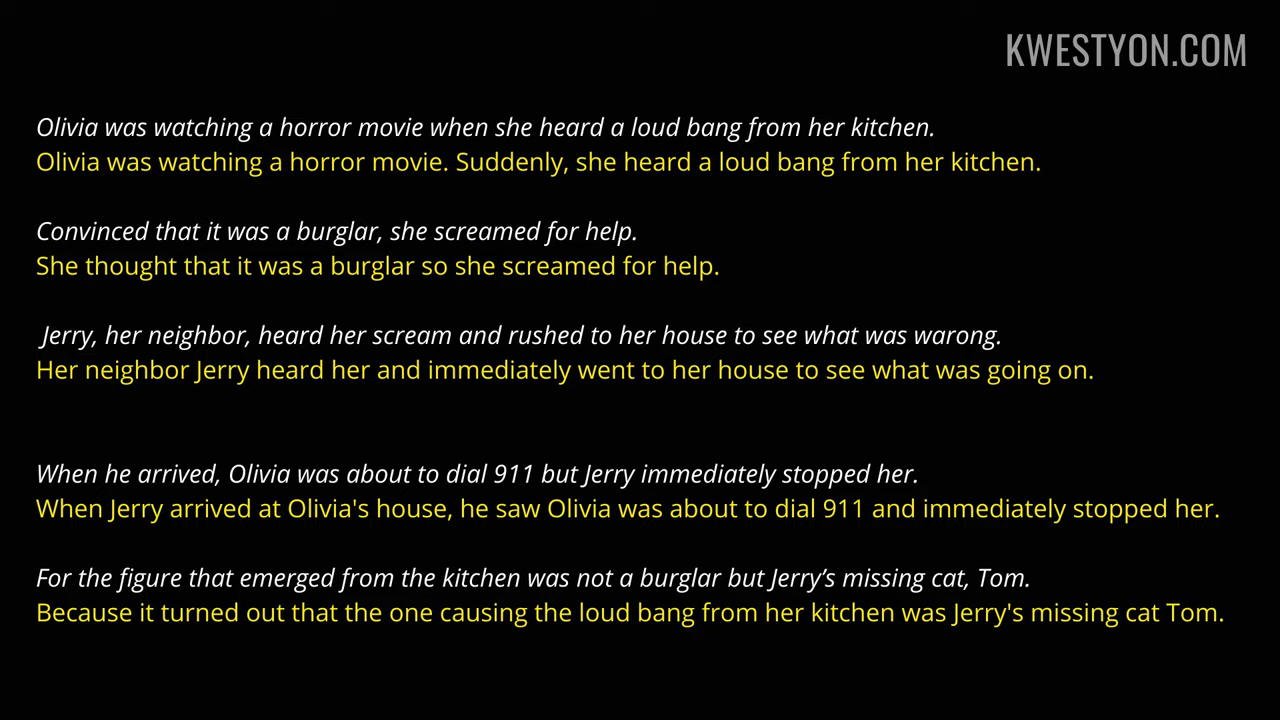 KWESTYON.COM
Olivia was watching a horror movie when she heard a loud bang from her kitchen.
Olivia was watching a horror movie. Suddenly, she heard a loud bang from her kitchen.
Convinced that it was a burglar, she screamed for help.
She thought that it was a burglar so she screamed for help.
Jerry, her neighbor, heard her scream and rushed to her house to see what was warong.
Her neighbor Jerry heard her and immediately went to her house to see what was going on.
When he arrived, Olivia was about to dial 911 but Jerry immediately stopped her.
When Jerry arrived at Olivia's house, he saw Olivia was about to dial 911 and immediately stopped her.
For the figure that emerged from the kitchen was not a burglar but Jerry’s missing cat, Tom.
Because it turned out that the one causing the loud bang from her kitchen was Jerry's missing cat Tom.